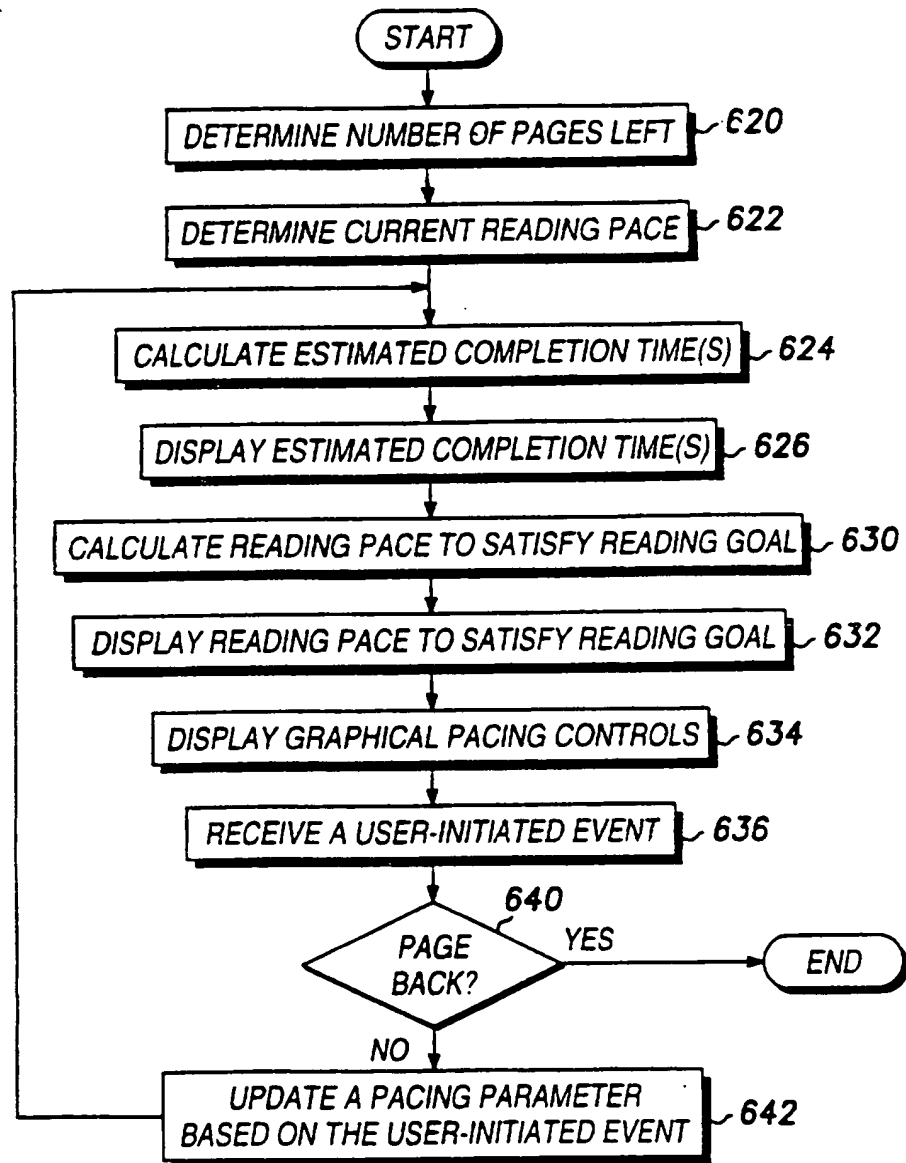 START
DETERMINE NUMBER OF PAGES LEFT 620
DETERMINE CURRENT READING PACE 622
CALCULATE ESTIMATED COMPLETION TIME(S) 624
DISPLAY ESTIMATED COMPLETION TIME(S) 626
CALCULATE READING PACE TO SATISFY READING GOAL 630
DISPLAY READING PACE TO SATISFY READING GOAL 632
DISPLAY GRAPHICAL PACING CONTROLS 634
RECEIVE A USER-INITIATED EVENT 636
640
PAGE
BACK?
YES
END
NO
UPDATE A PACING PARAMETER
BASED ON THE USER-INITIATED EVENT 642